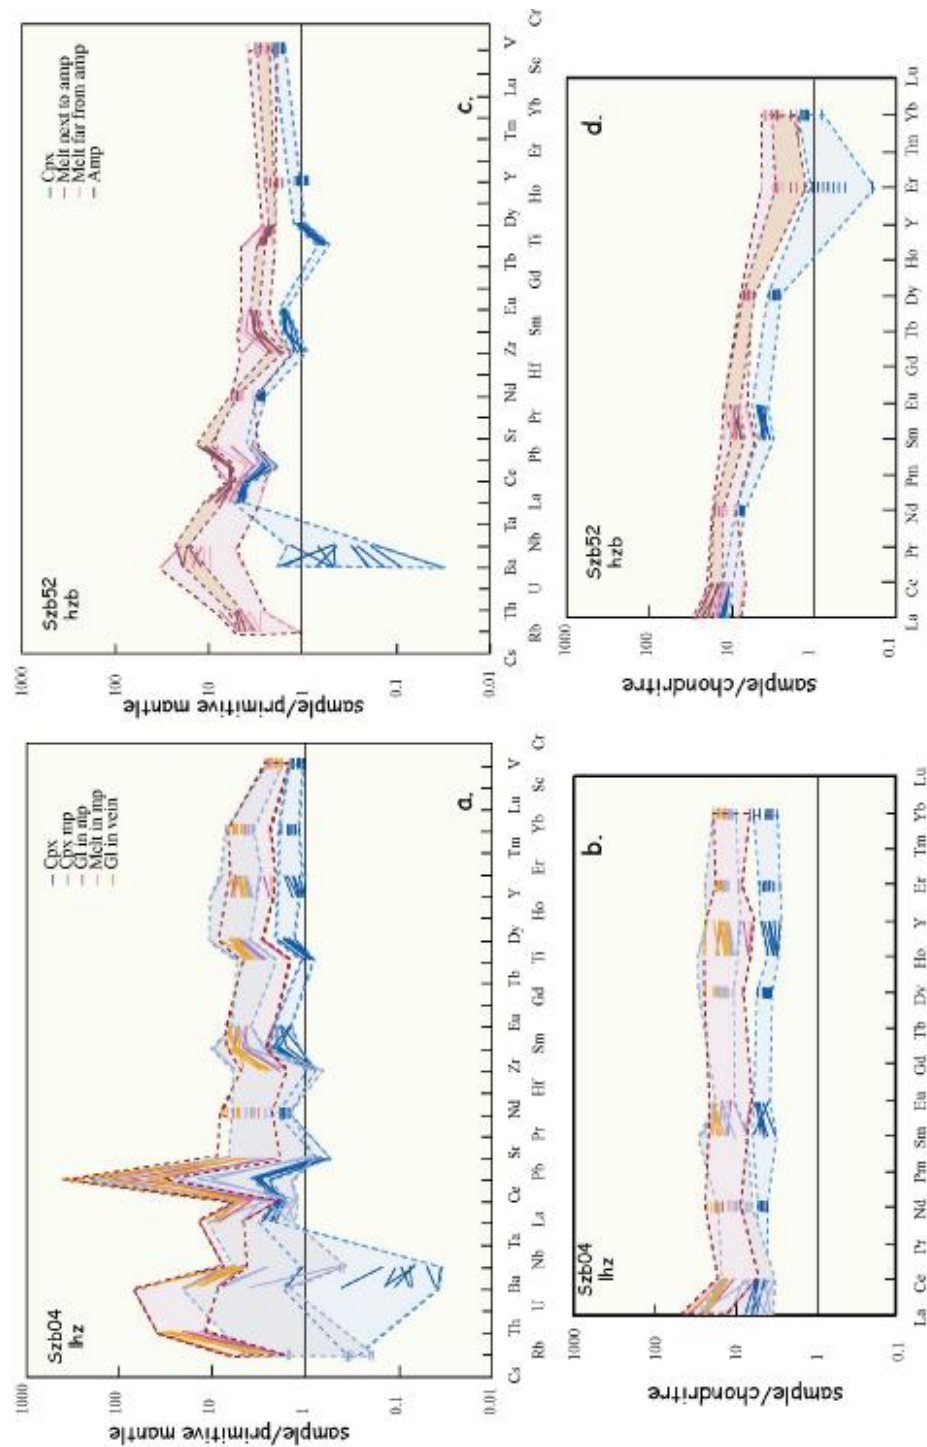 1000
100
10
1
0.1
0.01
sample/primitive mantle
Szb04
lhz
Cpx
Cpx mp
Gl in mp
Melt in mp
Gl in vein
a.
Cs Rb Th U Ba Nb Ta La Ce Pb Sr Pr Nd Hf Zr Sm Eu Gd Tb Ti Dy Ho Y Er Tm Yb Lu Sc V Cr
1000
100
10
1
0.1
0.01
sample/primitive mantle
Szb52
hzb
Cpx
Melt next to amp
Melt far from amp
Amp
c.
Cs Rb Th U Ba Nb Ta La Ce Pb Sr Pr Nd Hf Zr Sm Eu Gd Tb Ti Dy Ho Y Er Tm Yb Lu Sc V Cr
1000
100
10
1
0.1
sample/chondritre
Szb04
lhz
b.
La Ce Pr Nd Pm Sm Eu Gd Tb Dy Ho Y Er Tm Yb Lu
1000
100
10
1
0.1
sample/chondritre
Szb52
hzb
d.
La Ce Pr Nd Pm Sm Eu Gd Tb Dy Ho Y Er Tm Yb Lu